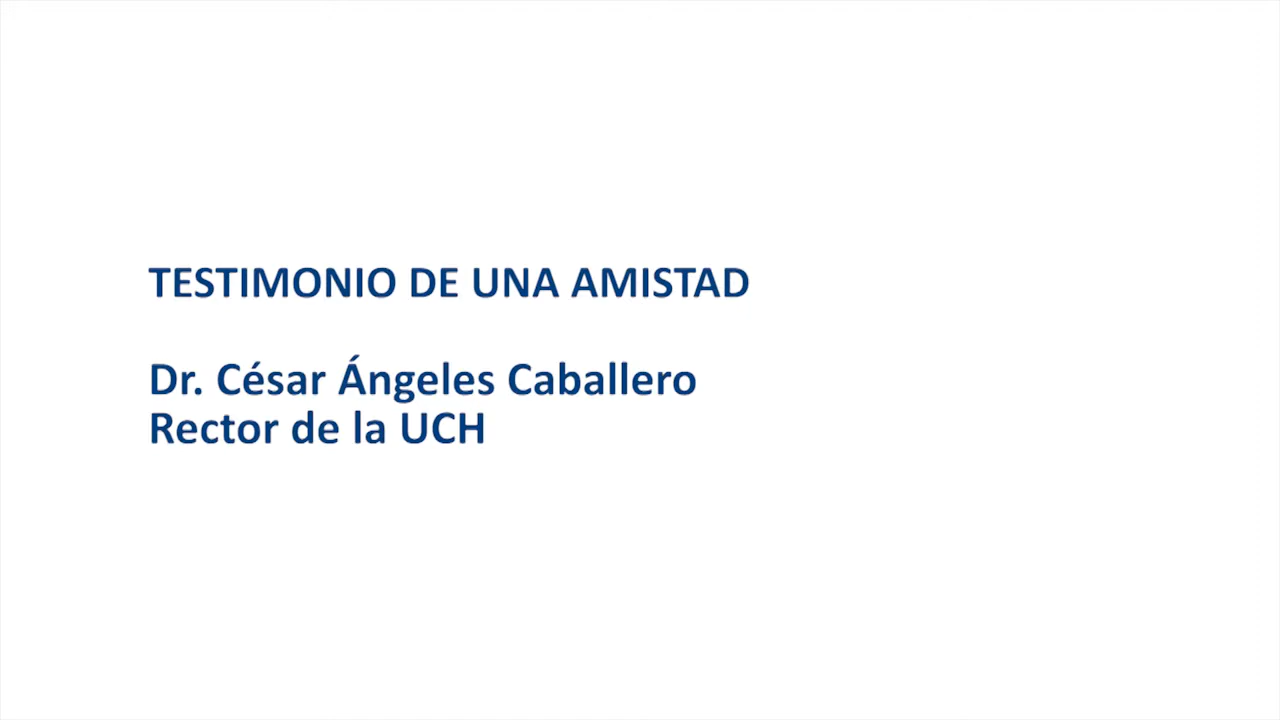 TESTIMONIO DE UNA AMISTAD
Dr. César Ángeles Caballero
Rector de la UCH